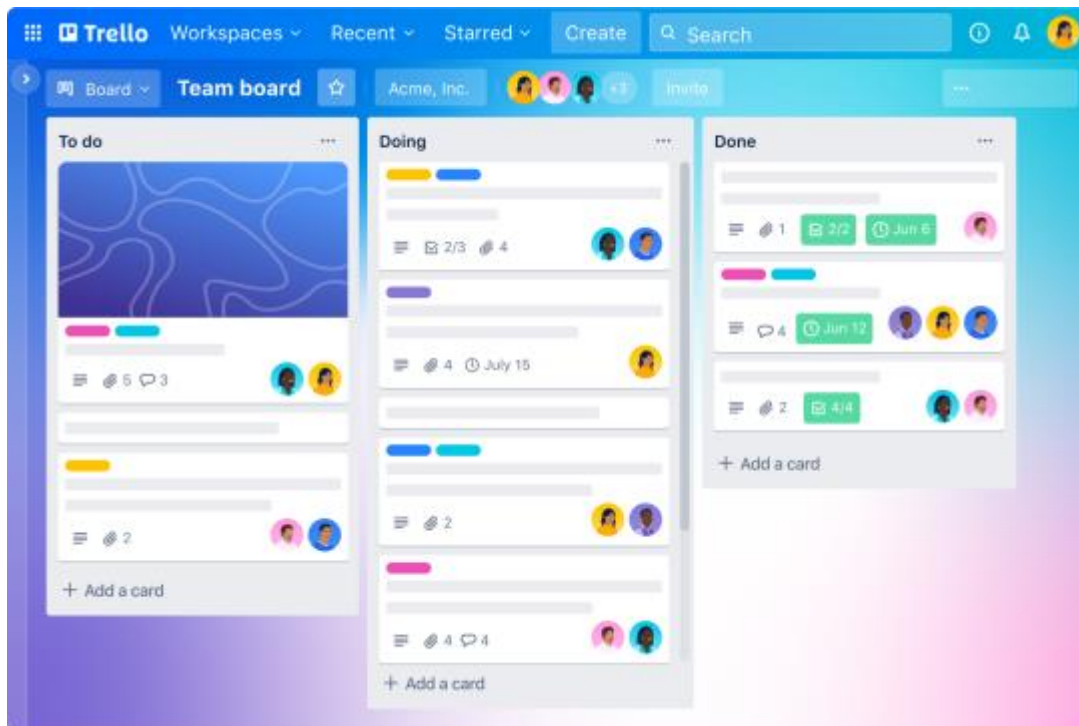 Trello Workspaces Recent Starred Create Search
Board Team board Acme, Inc. +3 Invite
To do
5 3
2
+ Add a card
Doing
2/3 4
4 July 15
2
4 4
+ Add a card
Done
1 2/2 Jun 6
4 Jun 12
2 4/4
+ Add a card